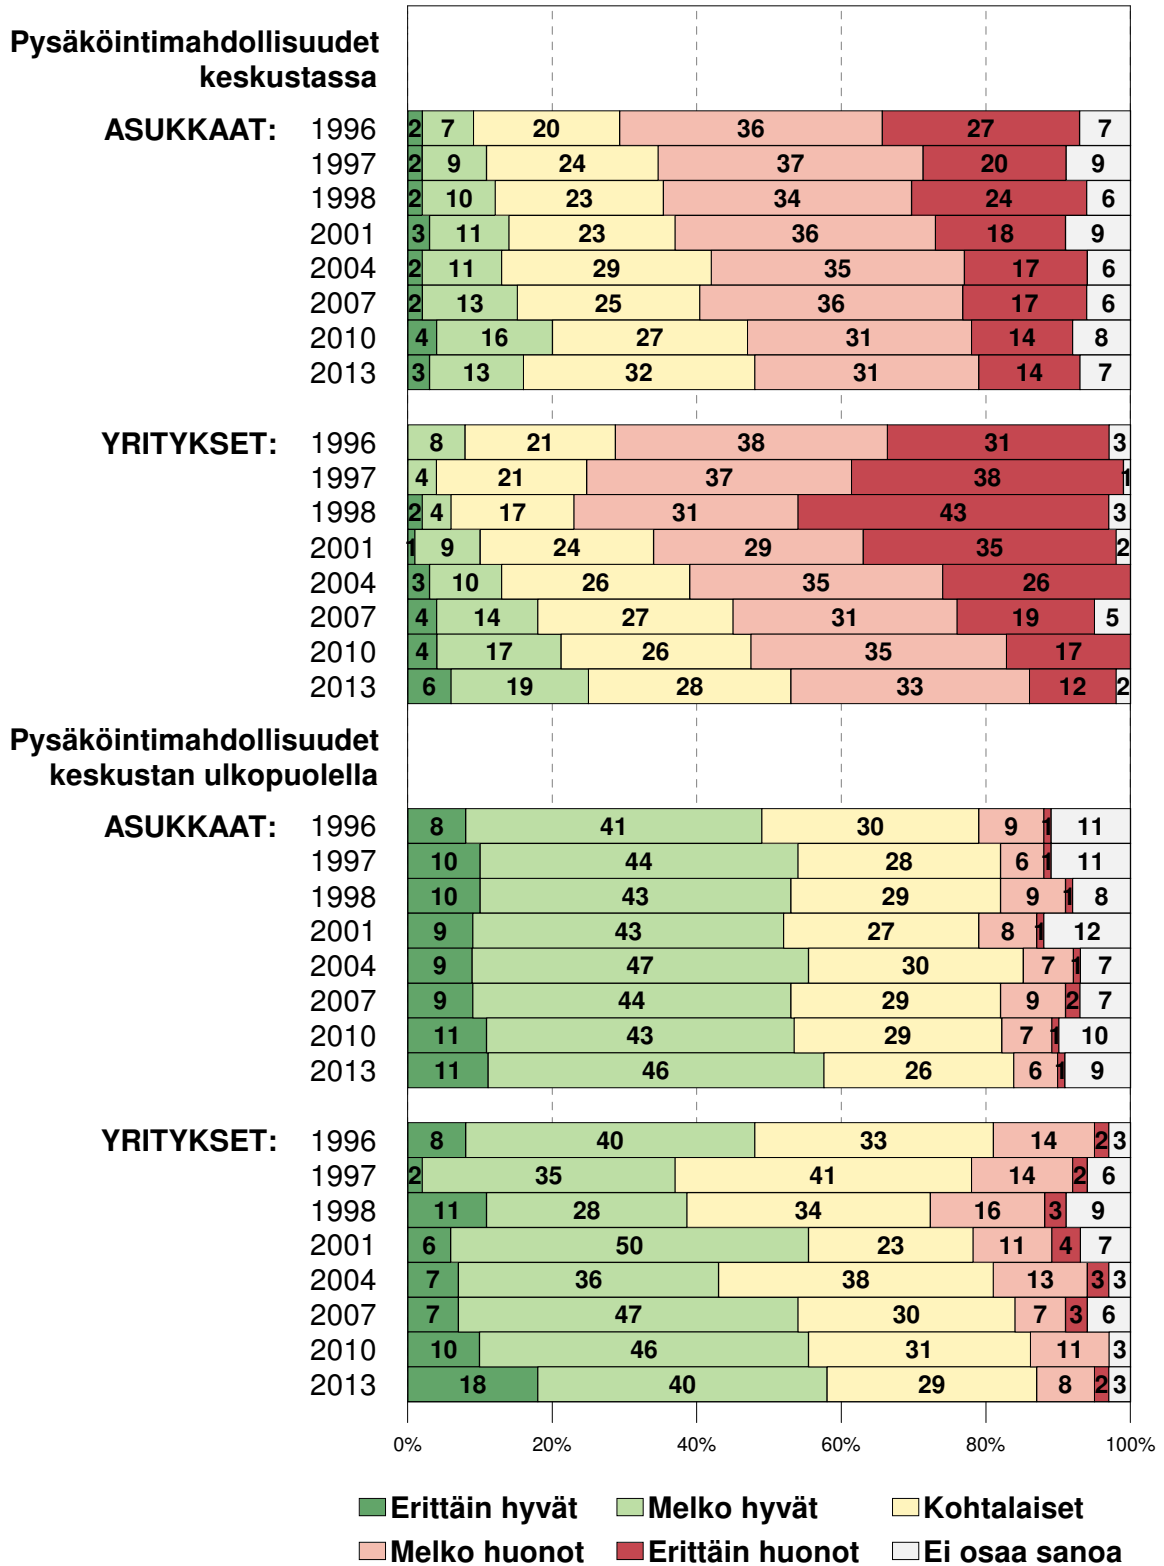 Pysäköintimahdollisuudet
keskustassa
ASUKKAAT: 1996 2 7 20 36 27 7
1997 2 9 24 37 20 9
1998 2 10 23 34 24 6
2001 3 11 23 36 18 9
2004 2 11 29 35 17 6
2007 2 13 25 36 17 6
2010 4 16 27 31 14 8
2013 3 13 32 31 14 7
YRITYKSET: 1996 8 21 38 31 3
1997 4 21 37 38 1
1998 2 4 17 31 43 3
2001 1 9 24 29 35 2
2004 3 10 26 35 26
2007 4 14 27 31 19 5
2010 4 17 26 35 17
2013 6 19 28 33 12 2
Pysäköintimahdollisuudet
keskustan ulkopuolella
ASUKKAAT: 1996 8 41 30 9 1 11
1997 10 44 28 6 1 11
1998 10 43 29 9 1 8
2001 9 43 27 8 1 12
2004 9 47 30 7 1 7
2007 9 44 29 9 2 7
2010 11 43 29 7 1 10
2013 11 46 26 6 1 9
YRITYKSET: 1996 8 40 33 14 2 3
1997 2 35 41 14 2 6
1998 11 28 34 16 3 9
2001 6 50 23 11 4 7
2004 7 36 38 13 3 3
2007 7 47 30 7 3 6
2010 10 46 31 11 3
2013 18 40 29 8 2 3
0% 20% 40% 60% 80% 100%
Erittäin hyvät Melko hyvät Kohtalaiset
Melko huonot Erittäin huonot Ei osaa sanoa